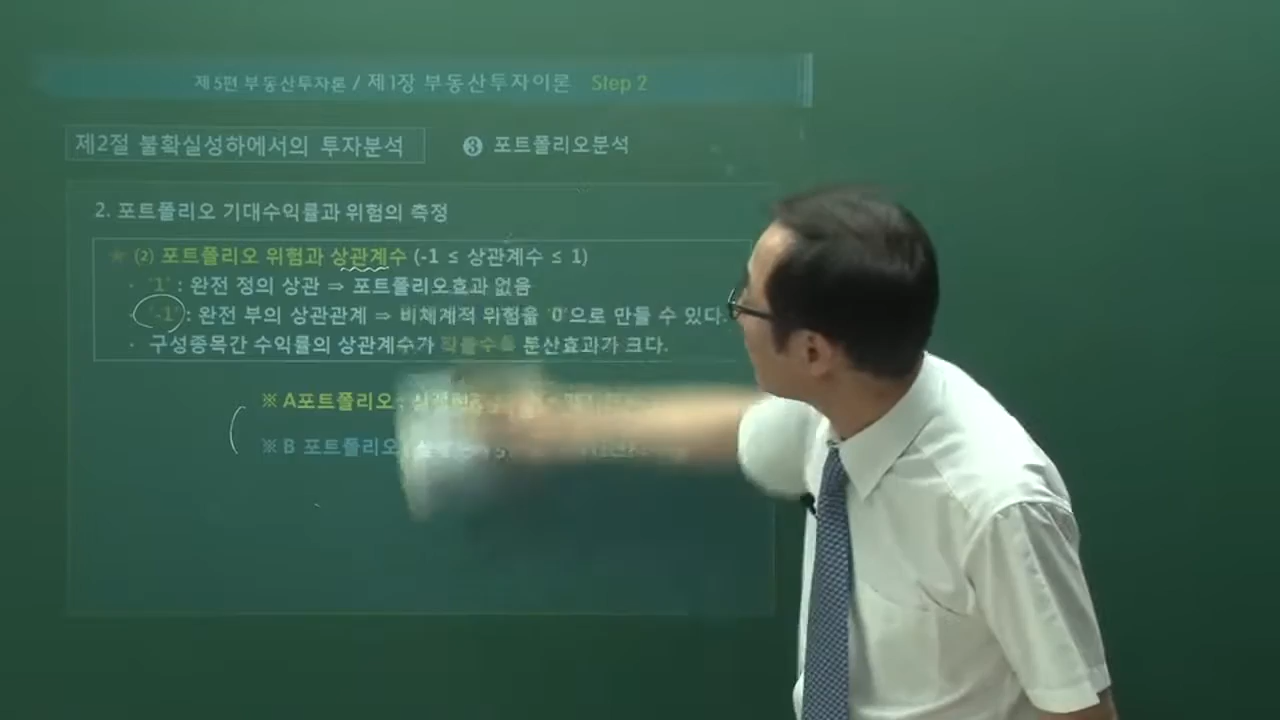 제5편 부동산투자론 / 제1장 부동산투자이론 Step 2
제2절 불확실성하에서의 투자분석
❸ 포트폴리오분석
2. 포트폴리오 기대수익률과 위험의 측정
★ (2) 포트폴리오 위험과 상관계수 (-1 ≤ 상관계수 ≤ 1)
· '1' : 완전 정의 상관 ⇒ 포트폴리오효과 없음
· '-1' : 완전 부의 상관관계 ⇒ 비체계적 위험을 '0'으로 만들 수 있다.
· 구성종목간 수익률의 상관계수가 작을수록 분산효과가 크다.
※ A포트폴리오 :
※ B 포트폴리오